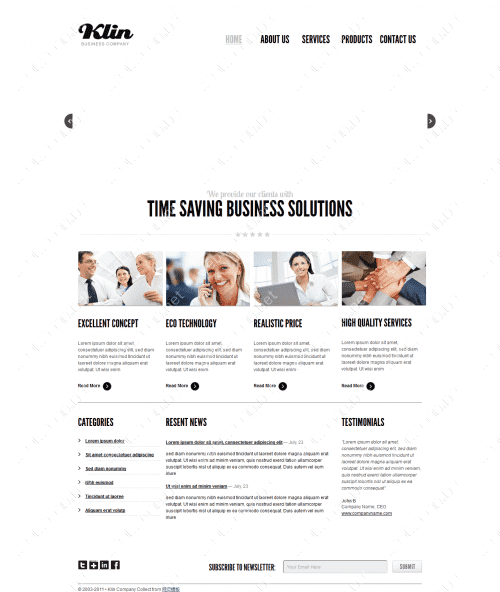 Klin
BUSINESS COMPANY
HOME ABOUT US SERVICES PRODUCTS CONTACT US
We provide our clients with
TIME SAVING BUSINESS SOLUTIONS
EXCELLENT CONCEPT
Lorem ipsum dolor sit amet,
consectetuer adipiscing elit, sed diam
nonummy nibh euismod tincidunt ut
laoreet dolore magna aliquam erat
volutpat. Ut wisi enim
Read More
ECO TECHNOLOGY
Lorem ipsum dolor sit amet,
consectetuer adipiscing elit, sed diam
nonummy nibh euismod tincidunt ut
laoreet dolore magna aliquam erat
volutpat. Ut wisi enim
Read More
REALISTIC PRICE
Lorem ipsum dolor sit amet,
consectetuer adipiscing elit, sed diam
nonummy nibh euismod tincidunt ut
laoreet dolore magna aliquam erat
volutpat. Ut wisi enim
Read More
HIGH QUALITY SERVICES
Lorem ipsum dolor sit amet,
consectetuer adipiscing elit, sed diam
nonummy nibh euismod tincidunt ut
laoreet dolore magna aliquam erat
volutpat. Ut wisi enim
Read More
CATEGORIES
Lorem ipsum dolor
Sit amet consectetuer adipiscing
Sed diam nonummy
Nibh euismod
Tincidunt ut laoree
Aliquam erat volutp
RESENT NEWS
Lorem ipsum dolor sit amet, consectetuer adipiscing elit — July 23
sed diam nonummy nibh euismod tincidunt ut laoreet dolore magna aliquam erat
volutpat. Ut wisi enim ad minim veniam, quis nostrud exerci tation ullamcorper
suscipit lobortis nisl ut aliquip ex ea commodo consequat. Duis autem vel eum
iriure
Ut wisi enim ad minim veniam — July 23
sed diam nonummy nibh euismod tincidunt ut laoreet dolore magna aliquam erat
volutpat. Ut wisi enim ad minim veniam, quis nostrud exerci tation ullamcorper
suscipit lobortis nisl ut aliquip ex ea commodo consequat. Duis autem vel eum
iriure
TESTIMONIALS
"Lorem ipsum dolor sit amet,
consectetuer adipiscing elit, sed diam
nonummy nibh euismod tincidunt ut
laoreet dolore magna aliquam erat
volutpat. Ut wisi enim ad minim veniam,
quis nostrud exerci tation ullamcorper
suscipit lobortis nisl ut aliquip ex ea
commodo consequat"
John B
Company Name, CEO
www.companyname.com
SUBSCRIBE TO NEWSLETTER: Your Email Here SUBMIT
© 2003-2011 • Klin Company Collect from 网页模板